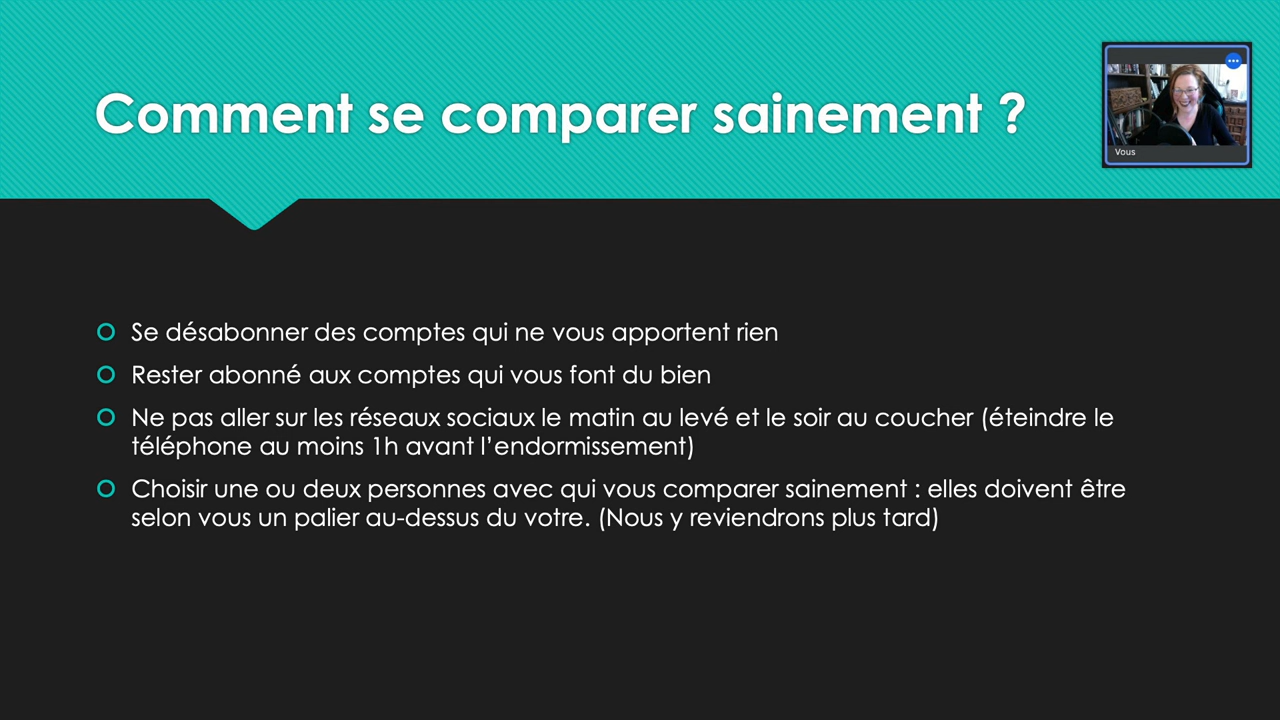 Comment se comparer sainement ?
Vous
Se désabonner des comptes qui ne vous apportent rien
Rester abonné aux comptes qui vous font du bien
Ne pas aller sur les réseaux sociaux le matin au levé et le soir au coucher (éteindre le
téléphone au moins 1h avant l’endormissement)
Choisir une ou deux personnes avec qui vous comparer sainement : elles doivent être
selon vous un palier au-dessus du votre. (Nous y reviendrons plus tard)